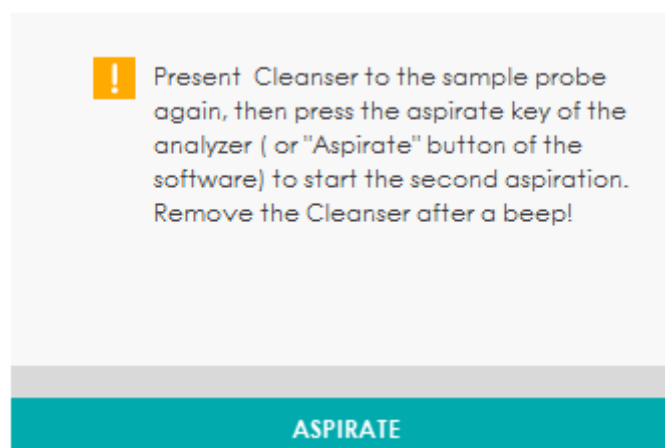 !
Present Cleanser to the sample probe
again, then press the aspirate key of the
analyzer ( or "Aspirate" button of the
software) to start the second aspiration.
Remove the Cleanser after a beep!
ASPIRATE